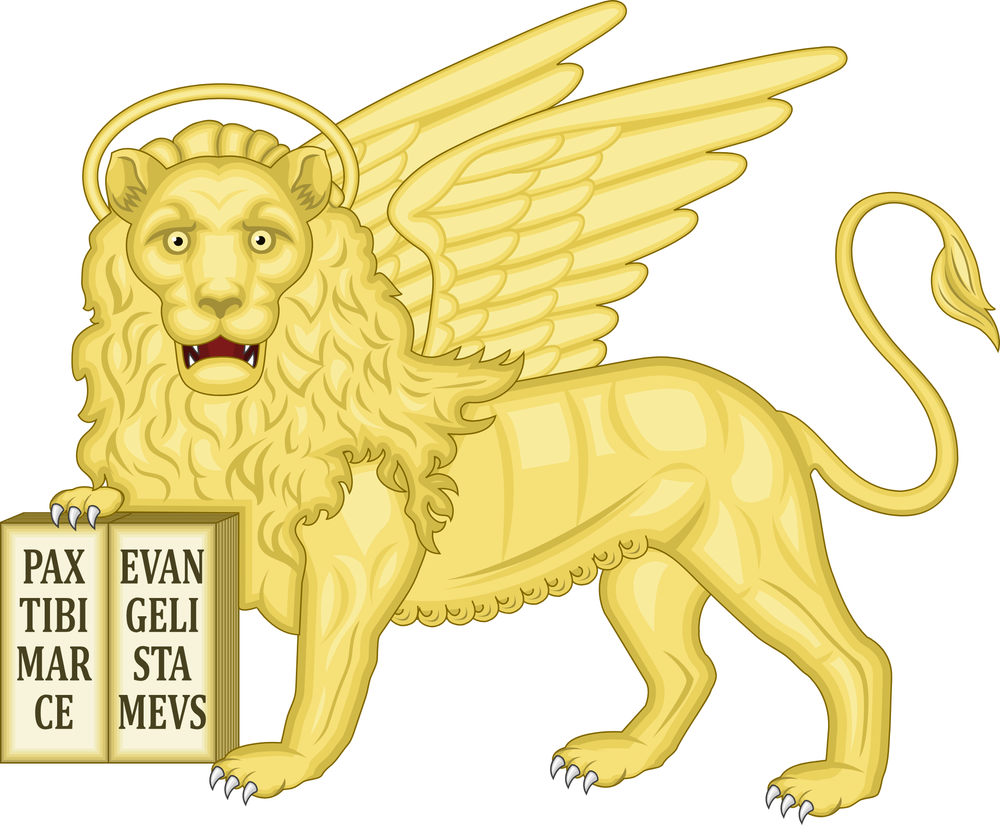 PAX
TIBI
MAR
CE
EVAN
GELI
STA
MEVS